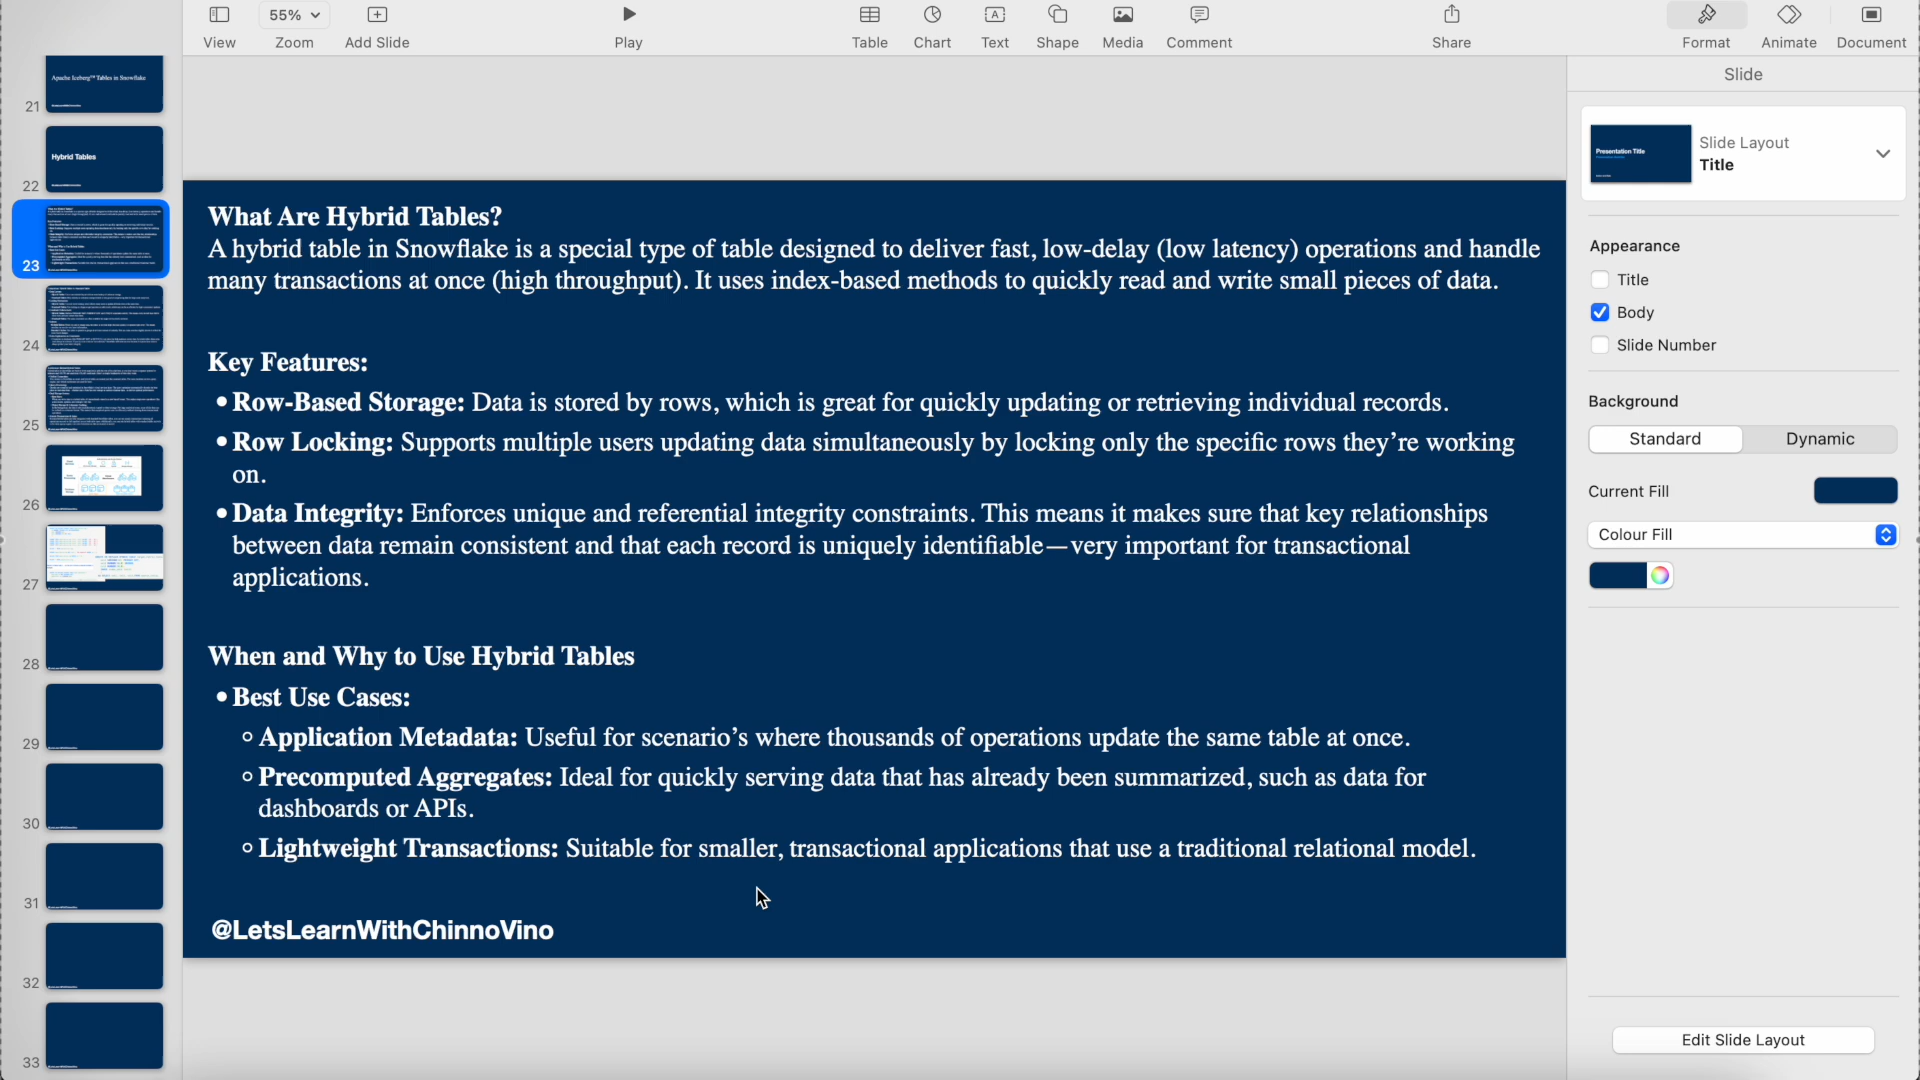 55%
View
Zoom
Add Slide
Play
Table
Chart
Text
Shape
Media
Comment
Share
Format
Animate
Document
Apache Iceberg™ Tables in Snowflake
21
Hybrid Tables
22
23
24
25
26
27
28
29
30
31
32
33
What Are Hybrid Tables?
A hybrid table in Snowflake is a special type of table designed to deliver fast, low-delay (low latency) operations and handle
many transactions at once (high throughput). It uses index-based methods to quickly read and write small pieces of data.
Key Features:
• Row-Based Storage: Data is stored by rows, which is great for quickly updating or retrieving individual records.
• Row Locking: Supports multiple users updating data simultaneously by locking only the specific rows they’re working
on.
• Data Integrity: Enforces unique and referential integrity constraints. This means it makes sure that key relationships
between data remain consistent and that each record is uniquely identifiable—very important for transactional
applications.
When and Why to Use Hybrid Tables
• Best Use Cases:
◦ Application Metadata: Useful for scenario’s where thousands of operations update the same table at once.
◦ Precomputed Aggregates: Ideal for quickly serving data that has already been summarized, such as data for
dashboards or APIs.
◦ Lightweight Transactions: Suitable for smaller, transactional applications that use a traditional relational model.
@LetsLearnWithChinnoVino
Slide
Presentation Title
Slide Layout
Title
Appearance
Title
Body
Slide Number
Background
Standard
Dynamic
Current Fill
Colour Fill
Edit Slide Layout